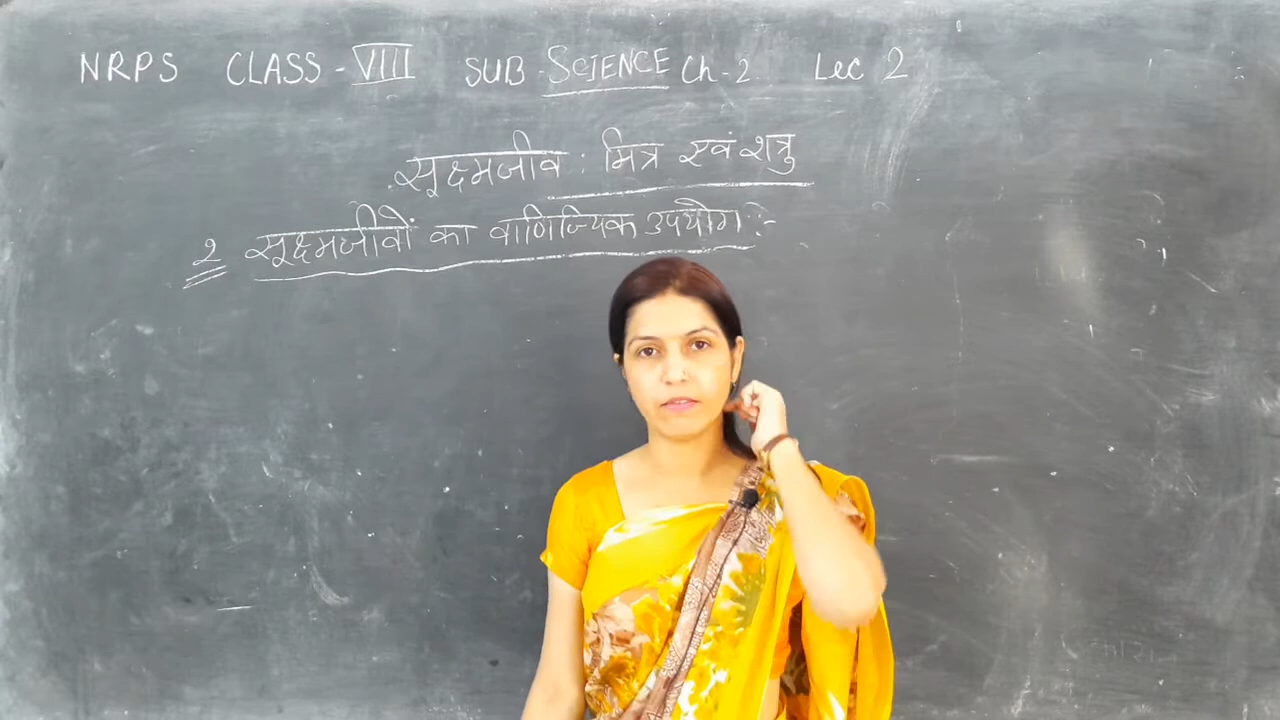 NRPS CLASS - VIII SUB - SCIENCE Ch - 2. Lec 2
सूक्ष्मजीव : मित्र एवं शत्रु
2 सूक्ष्मजीवों का वाणिज्यिक उपयोग :-